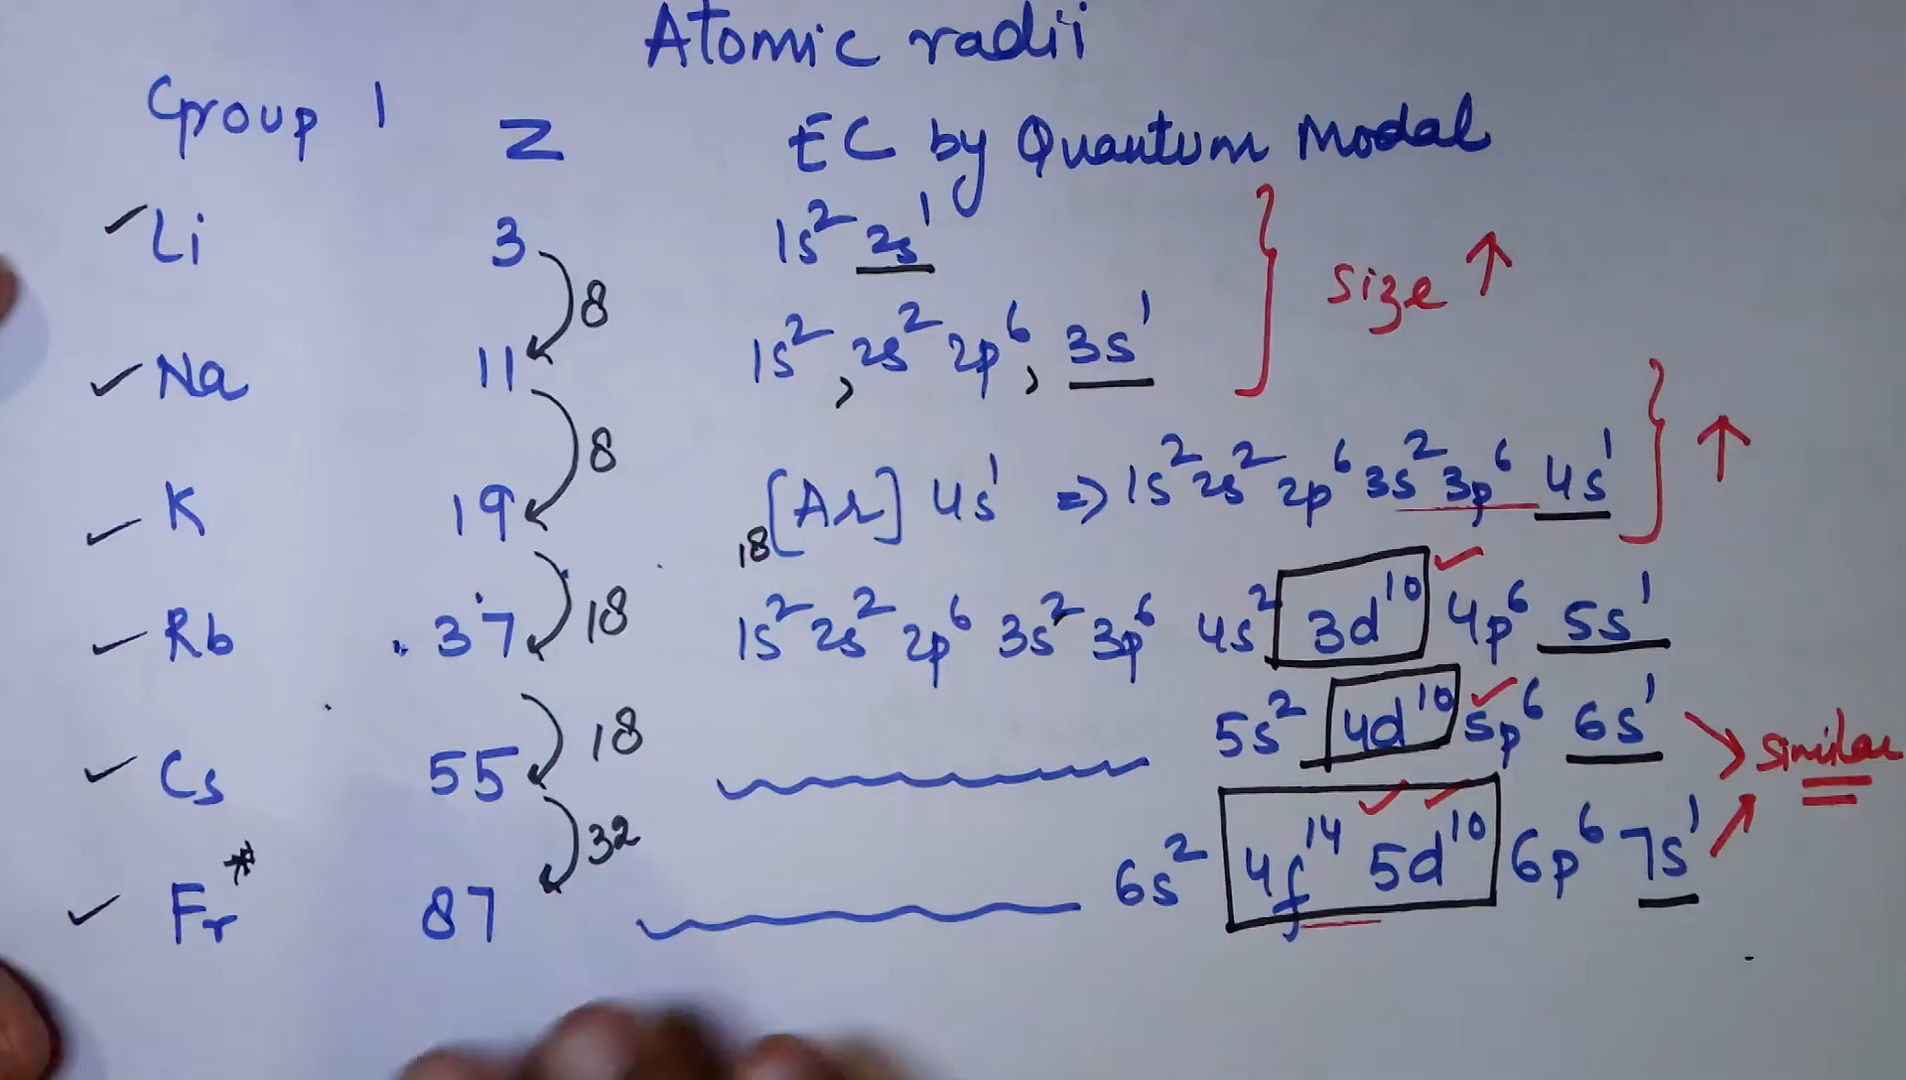 Atomic radii
Group 1 Z EC by Quantum Modal
Li 3 1s² 2s¹
8 Size ↑
Na 11 1s², 2s² 2p⁶, 3s¹
8
K 19 ₁₈[Ar] 4s¹ => 1s² 2s² 2p⁶ 3s² 3p⁶ 4s¹ ↑
18
Rb 37 1s² 2s² 2p⁶ 3s² 3p⁶ 4s² 3d¹⁰ 4p⁶ 5s¹
18
Cs 55 5s² 4d¹⁰ 5p⁶ 6s¹ similar
32
Fr* 87 6s² 4f¹⁴ 5d¹⁰ 6p⁶ 7s¹